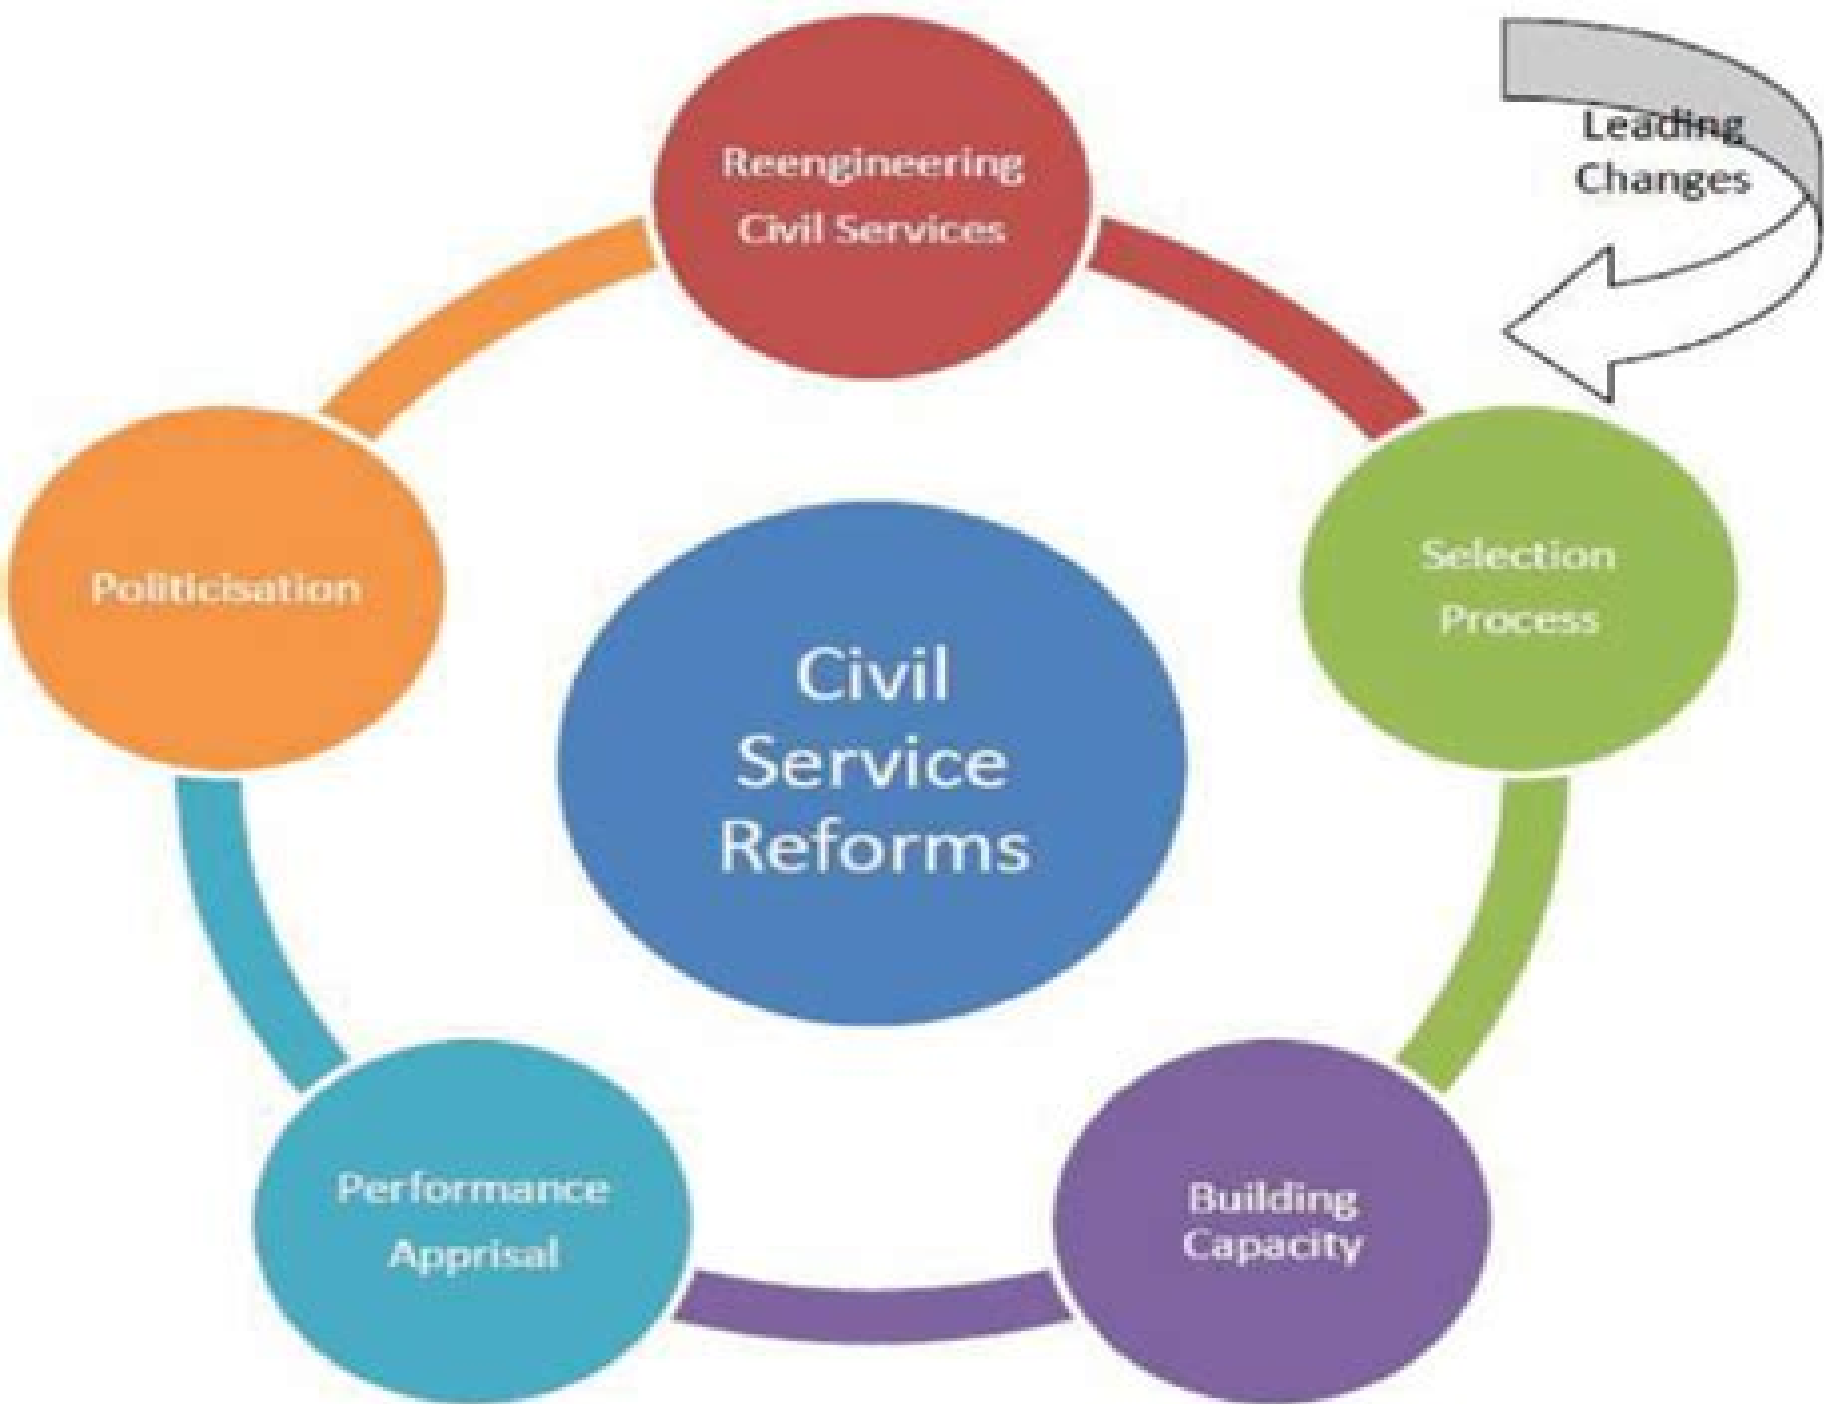 Reengineering
Civil Services
Leading
Changes
Selection
Process
Building
Capacity
Performance
Apprisal
Politicisation
Civil
Service
Reforms